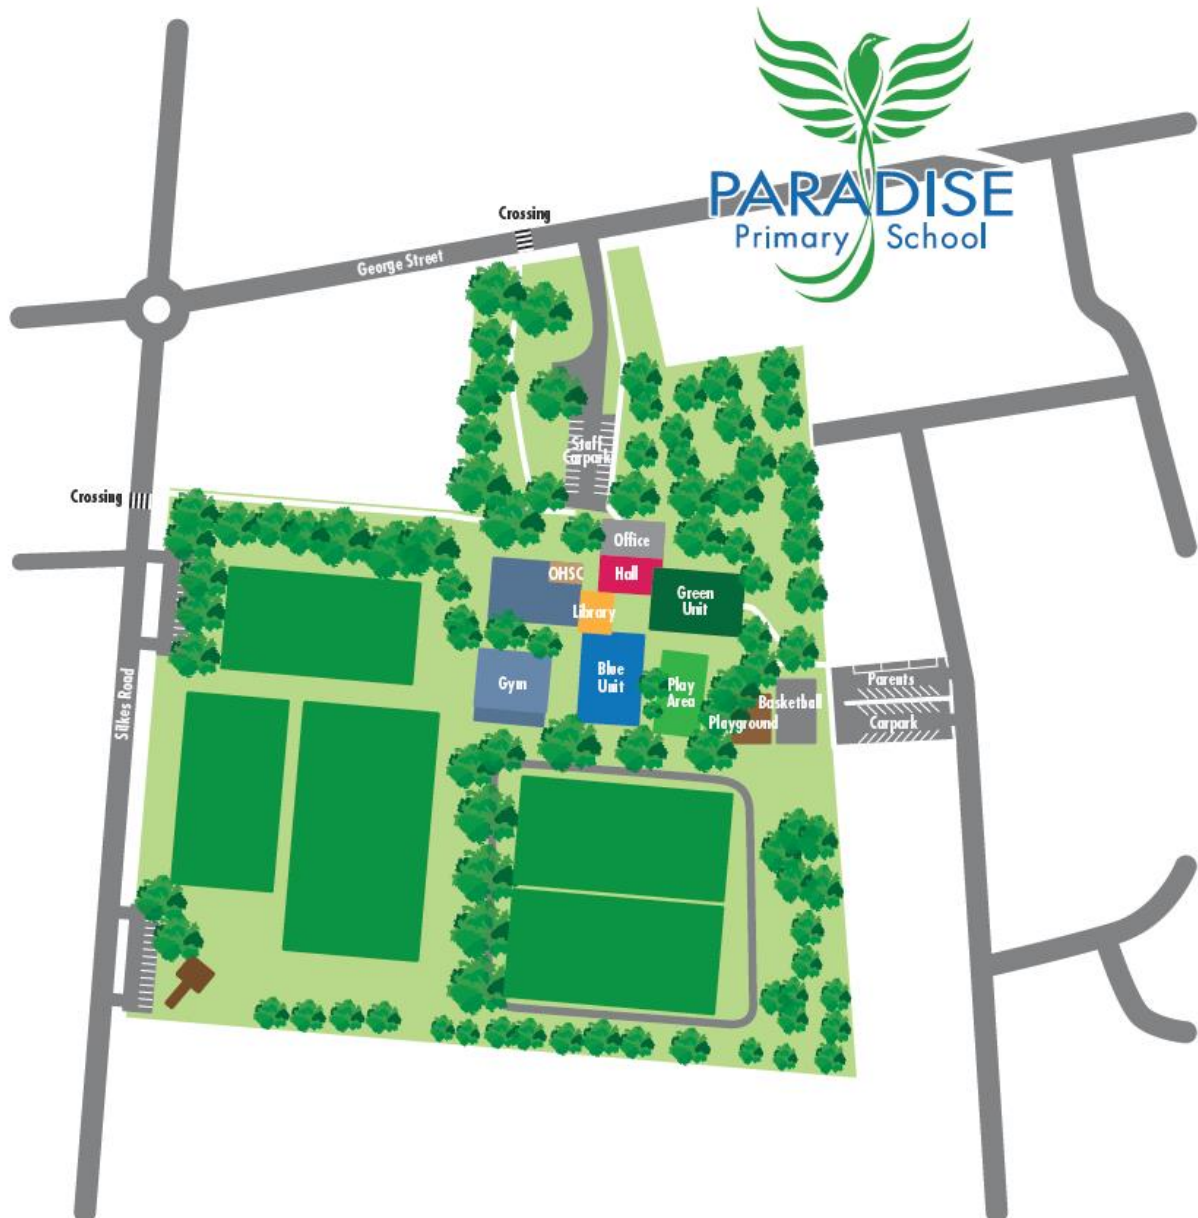 PARADISE
Primary School
Crossing
George Street
Staff
Carpark
Crossing
Office
OHSC
Hall
Green
Unit
Library
Blue
Unit
Gym
Play
Area
Parents
Basketball
Playground
Carpark
Silkes Road